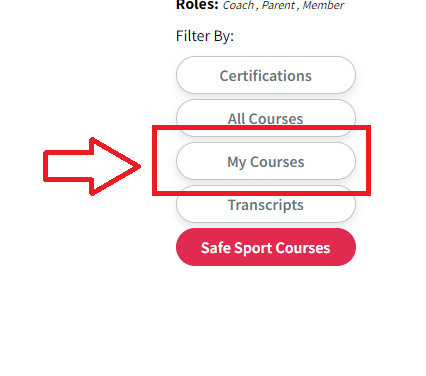 Roles: Coach , Parent , Member
Filter By:
Certifications
All Courses
My Courses
Transcripts
Safe Sport Courses